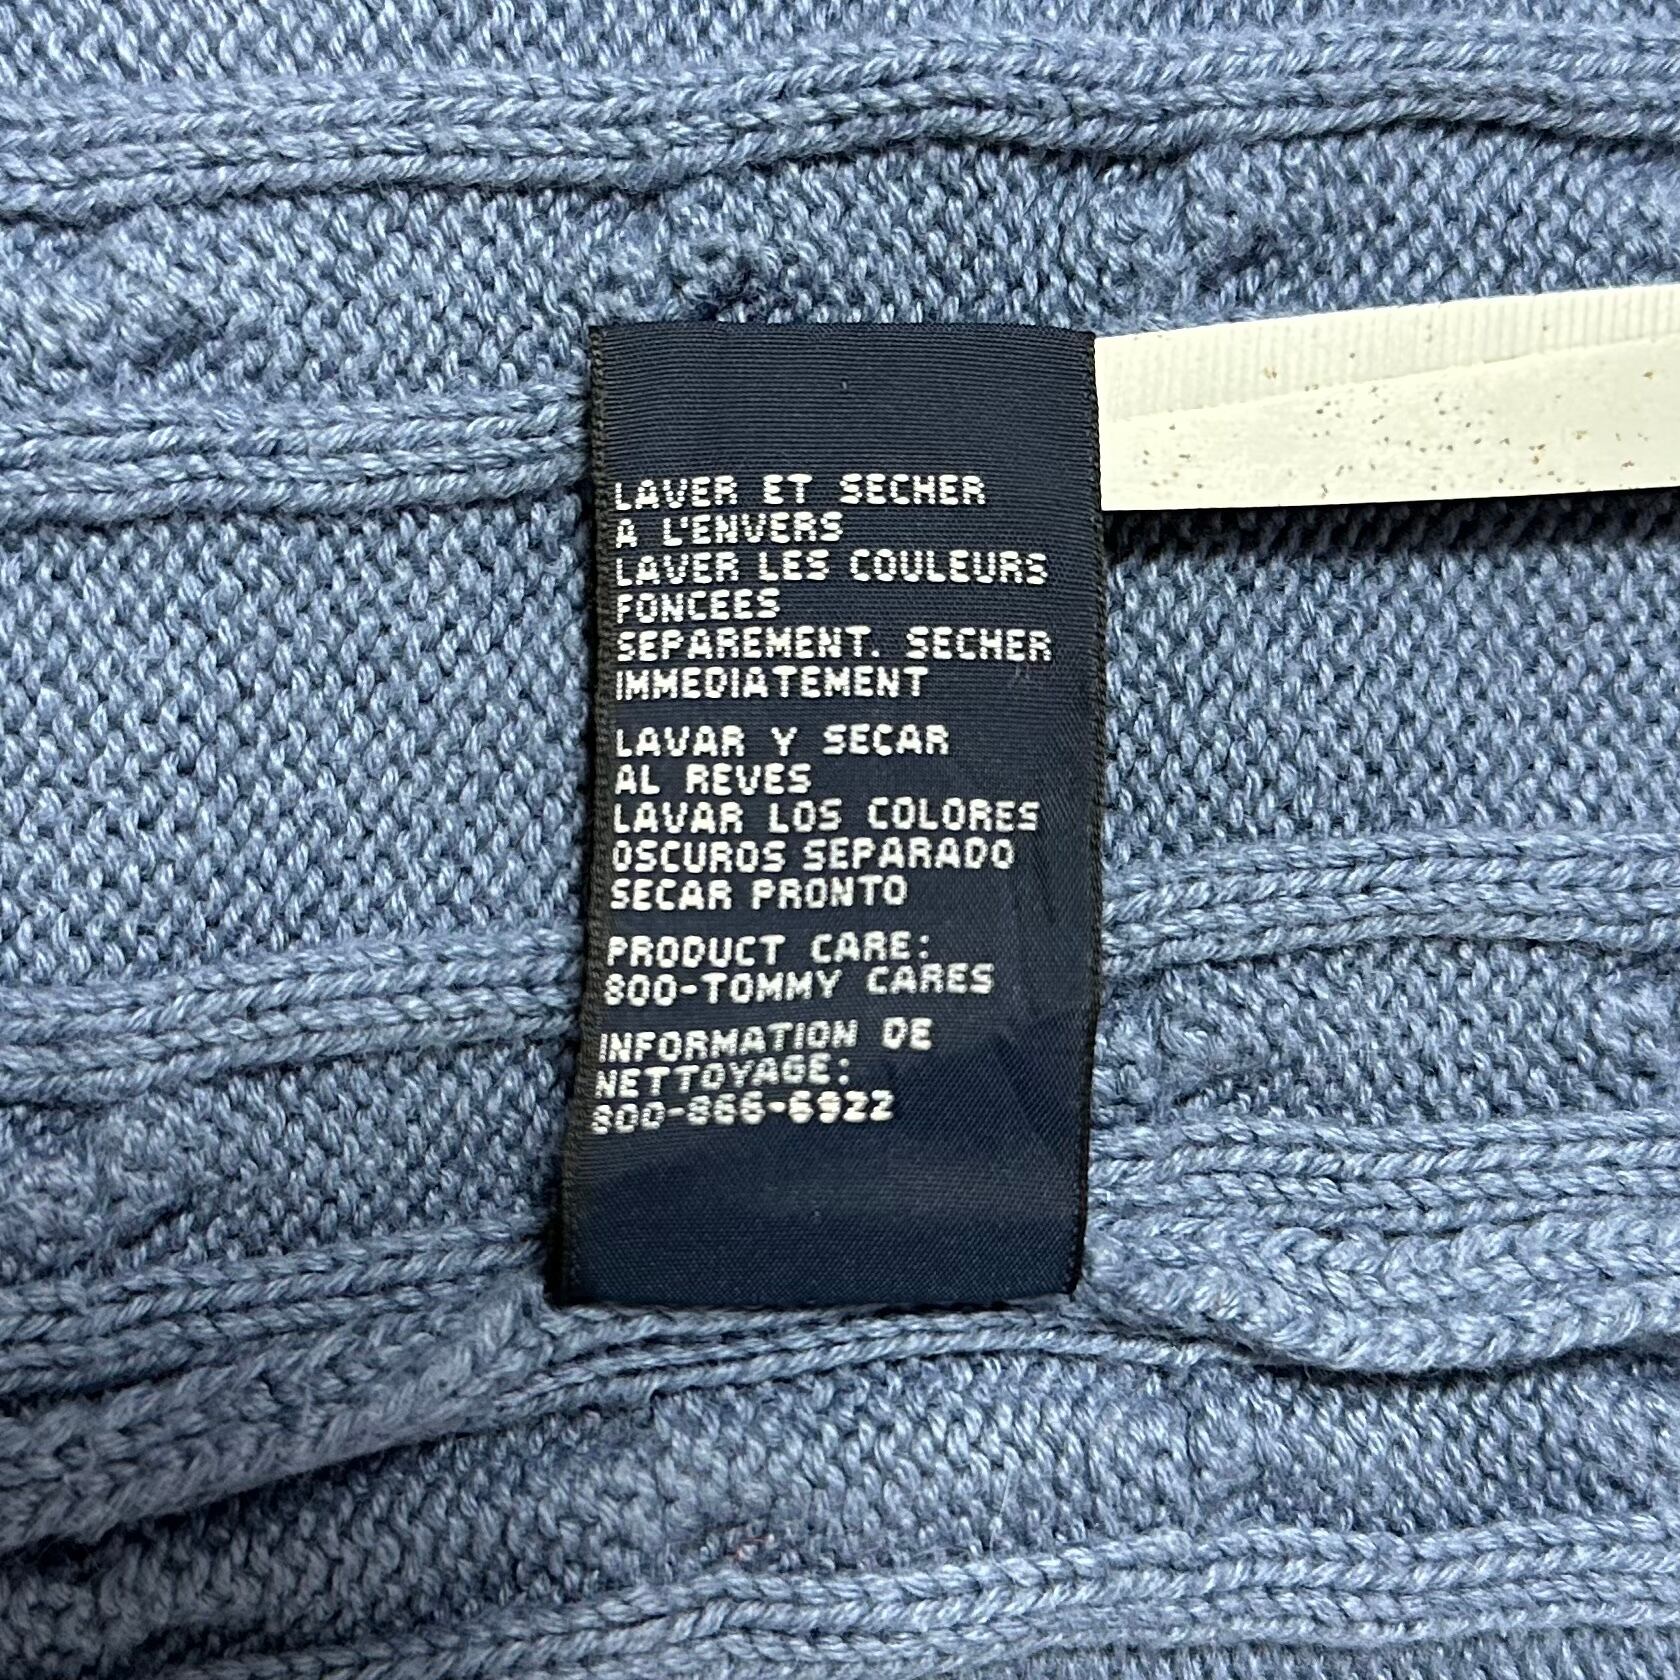 LAVER ET SECHER
A L'ENVERS
LAVER LES COULEURS
FONCEES
SEPAREMENT. SECHER
IMMEDIATEMENT
LAVAR Y SECAR
AL REVES
LAVAR LOS COLORES
OSCUROS SEPARADO
SECAR PRONTO
PRODUCT CARE:
800-TOMMY CARES
INFORMATION DE
NETTOYAGE:
800-866-6922